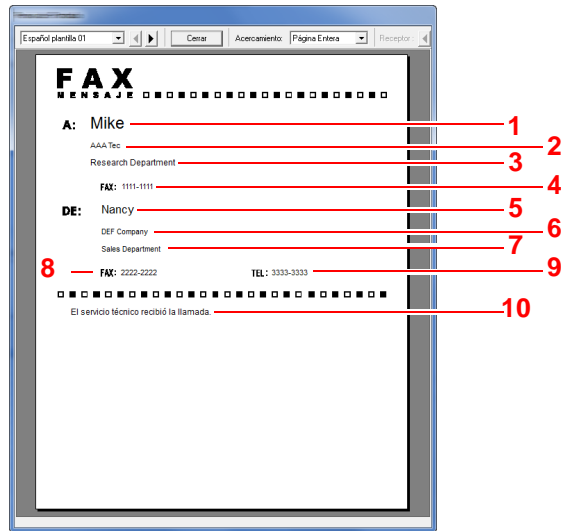 Español plantilla 01 Cerrar Acercamiento: Página Entera Receptor:
FAX
MENSAJE
A: Mike 1
AAA Tec 2
Research Department 3
FAX: 1111-1111 4
DE: Nancy 5
DEF Company 6
Sales Department 7
8 FAX: 2222-2222 TEL: 3333-3333 9
El servicio técnico recibió la llamada. 10